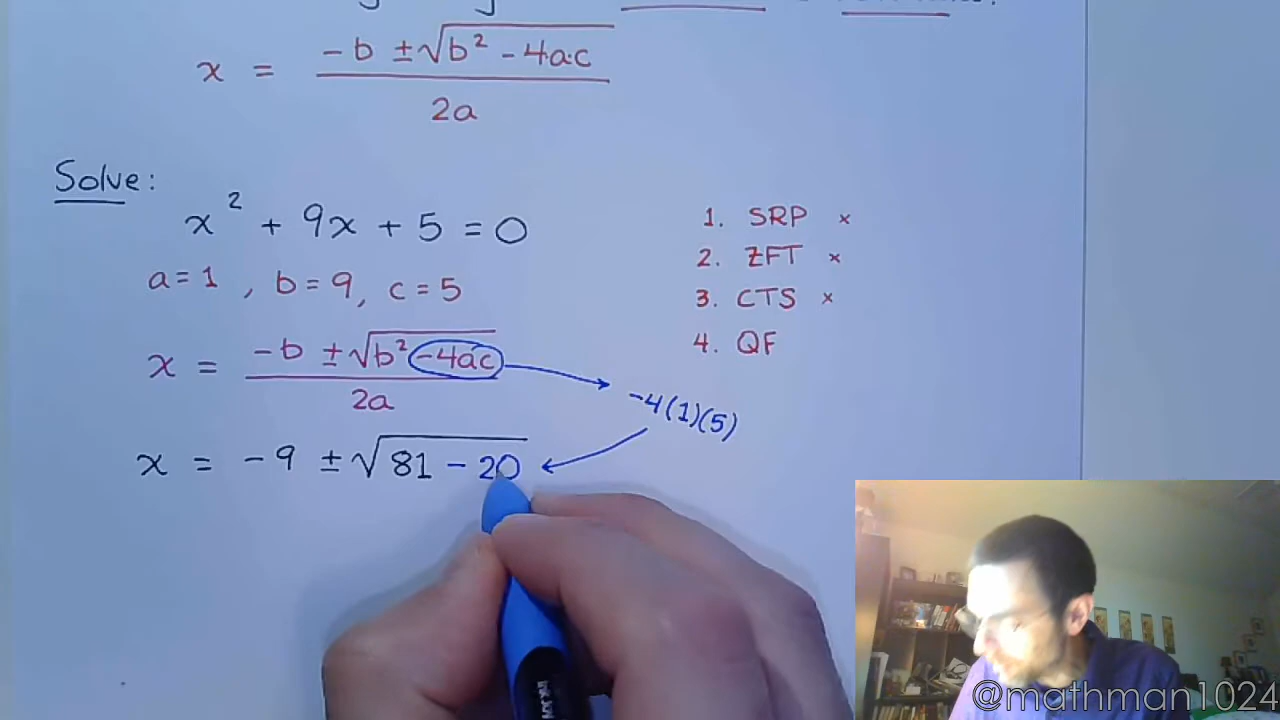 x = -b ±√b² - 4ac / 2a
Solve:
x² + 9x + 5 = 0
1. SRP ×
2. ZFT ×
3. CTS ×
4. QF
a = 1, b = 9, c = 5
x = -b ±√b² -4ac / 2a
-4(1)(5)
x = -9 ±√81 - 20
@mathman1024